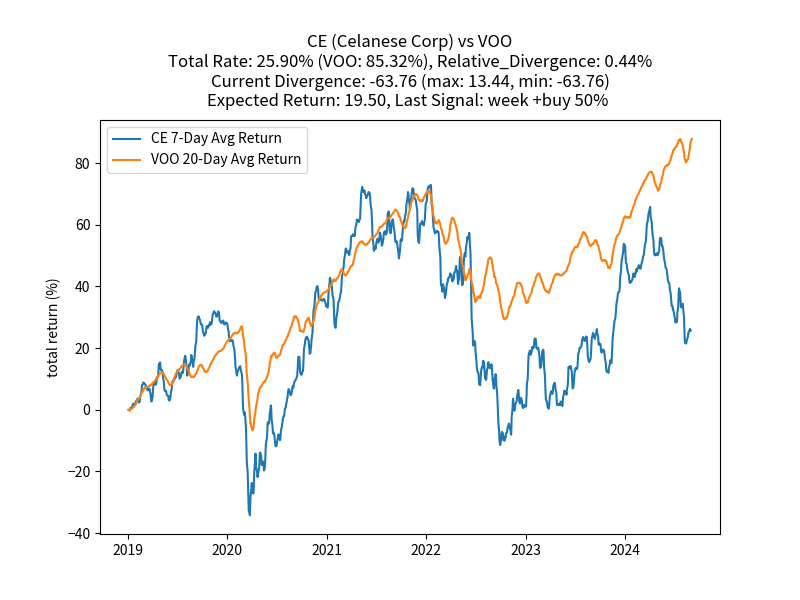 CE (Celanese Corp) vs VOO
Total Rate: 25.90% (VOO: 85.32%), Relative_Divergence: 0.44%
Current Divergence: -63.76 (max: 13.44, min: -63.76)
Expected Return: 19.50, Last Signal: week +buy 50%
CE 7-Day Avg Return
VOO 20-Day Avg Return
total return (%)
80
60
40
20
0
−20
−40
2019 2020 2021 2022 2023 2024